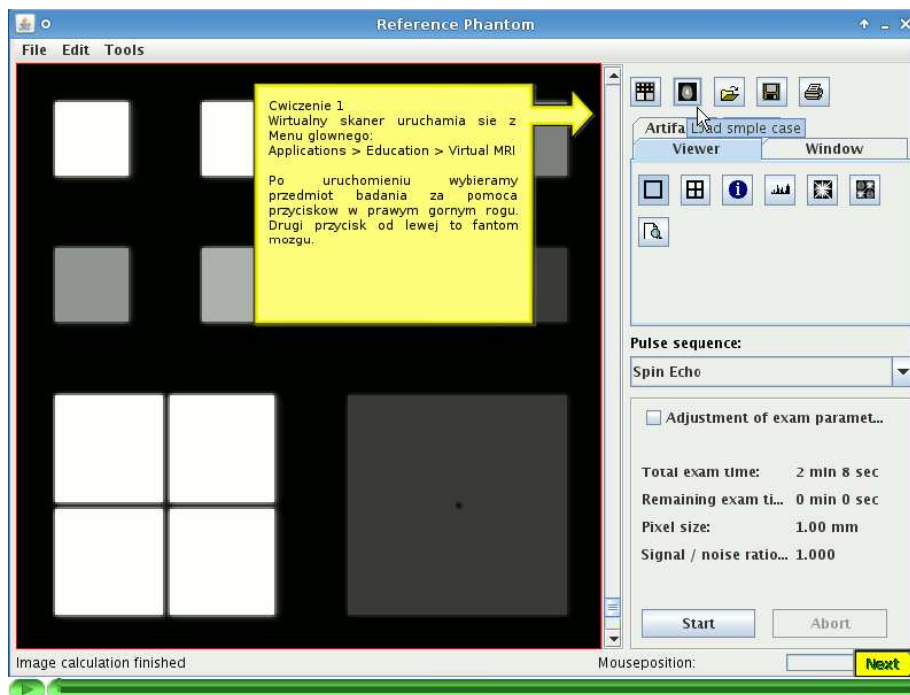 Reference Phantom
File Edit Tools
Cwiczenie 1
Wirtualny skaner uruchamia sie z
Menu glownego:
Applications > Education > Virtual MRI
Po uruchomieniu wybieramy
przedmiot badania za pomoca
przyciskow w prawym gornym rogu.
Drugi przycisk od lewej to fantom
mozgu.
Artifa
Load smple case
Viewer Window
Pulse sequence:
Spin Echo
Adjustment of exam paramet...
Total exam time: 2 min 8 sec
Remaining exam ti... 0 min 0 sec
Pixel size: 1.00 mm
Signal / noise ratio... 1.000
Start Abort
Image calculation finished
Mouseposition:
Next